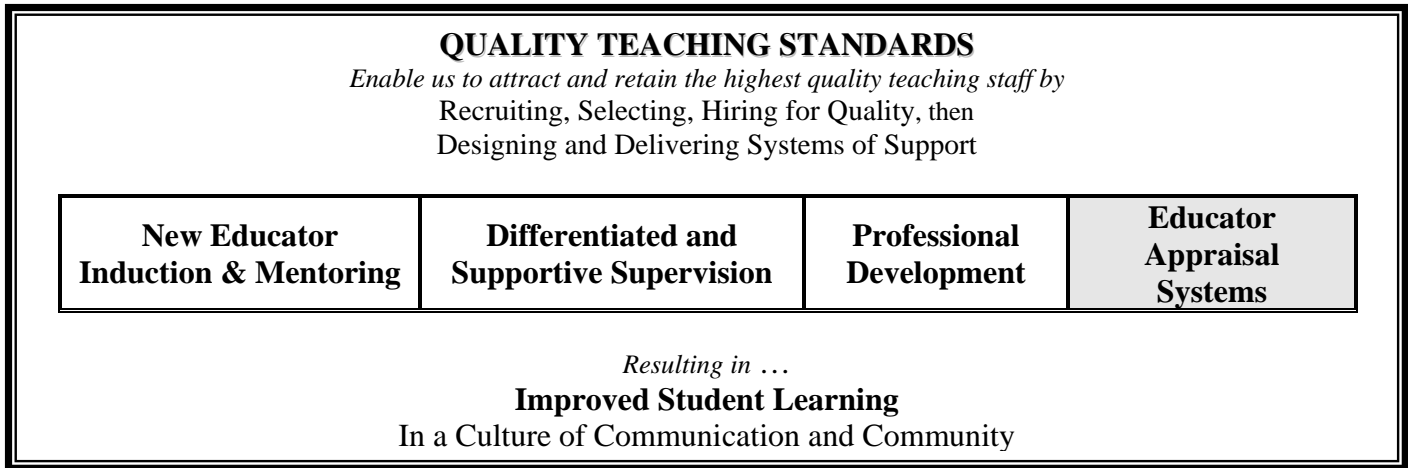 QUALITY TEACHING STANDARDS
Enable us to attract and retain the highest quality teaching staff by
Recruiting, Selecting, Hiring for Quality, then
Designing and Delivering Systems of Support
New Educator
Induction & Mentoring
Differentiated and
Supportive Supervision
Professional
Development
Educator
Appraisal
Systems
Resulting in …
Improved Student Learning
In a Culture of Communication and Community